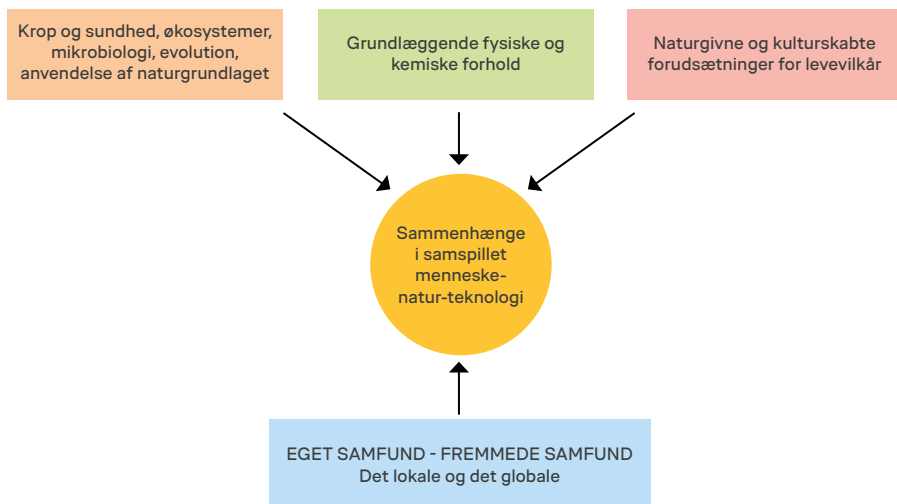 Krop og sundhed, økosystemer,
mikrobiologi, evolution,
anvendelse af naturgrundlaget
Grundlæggende fysiske og
kemiske forhold
Naturgivne og kulturskabte
forudsætninger for levevilkår
Sammenhænge
i samspillet
menneske-
natur-teknologi
EGET SAMFUND - FREMMEDE SAMFUND
Det lokale og det globale